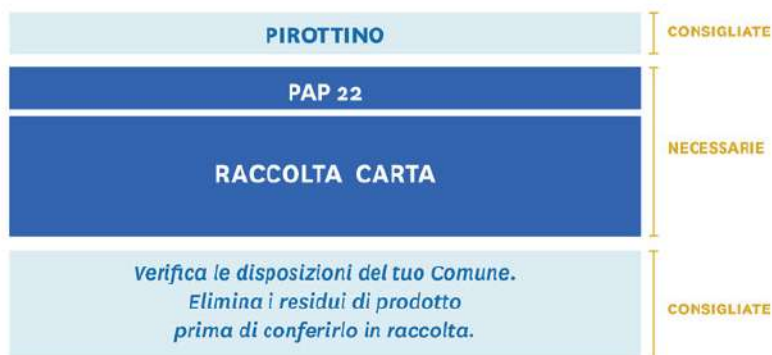 PIROTTINO
CONSIGLIATE
PAP 22
RACCOLTA CARTA
NECESSARIE
Verifica le disposizioni del tuo Comune.
Elimina i residui di prodotto
prima di conferirlo in raccolta.
CONSIGLIATE